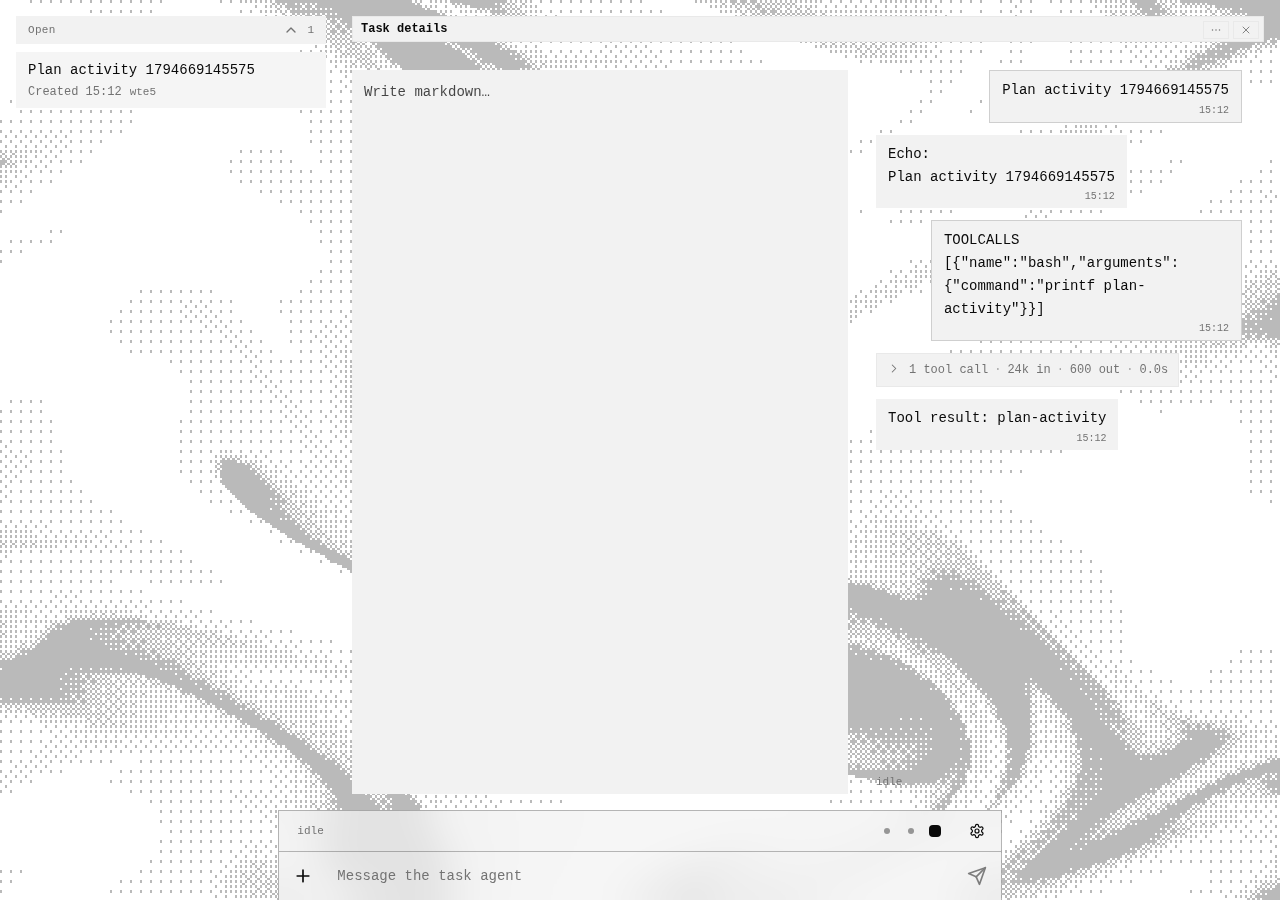 Open
1
Plan activity 1794669145575
Created 15:12 wte5
Task details
Write markdown…
Plan activity 1794669145575
15:12
Echo:
Plan activity 1794669145575
15:12
TOOLCALLS
[{"name":"bash","arguments":
{"command":"printf plan-
activity"}}]
15:12
1 tool call · 24k in · 600 out · 0.0s
Tool result: plan-activity
15:12
idle
idle
Message the task agent